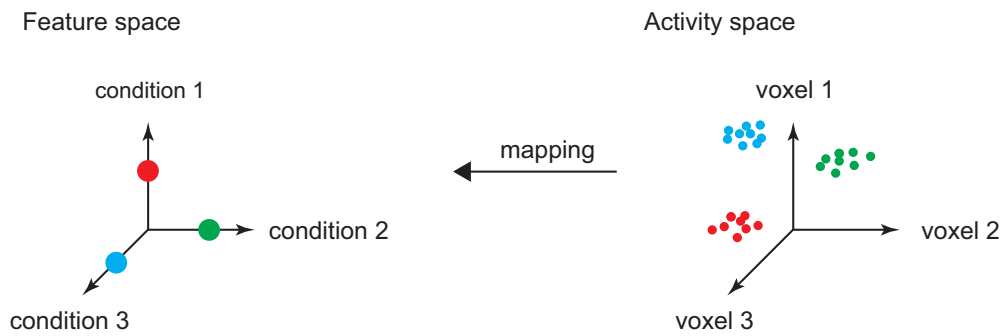 Feature space
Activity space
condition 1
voxel 1
mapping
condition 2
voxel 2
condition 3
voxel 3